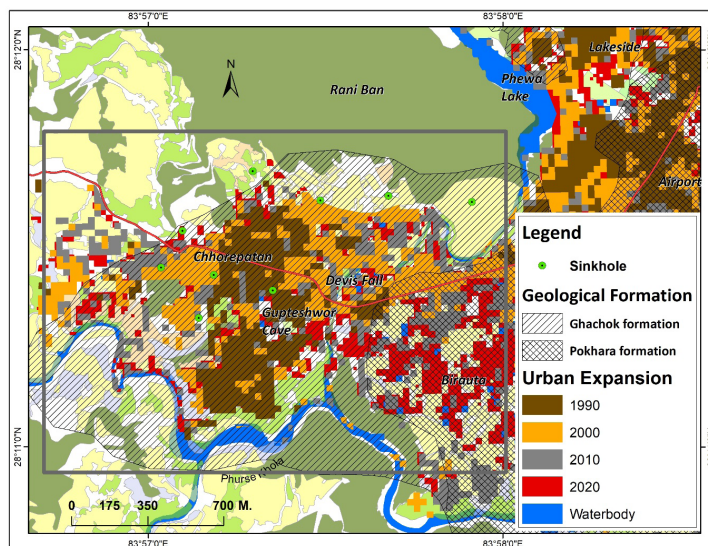 83°57'0"E
83°58'0"E
28°12'0"N
N
Rani Ban
Phewa
Lake
Lakeside
Airport
Chhorepatan
Devis Fall
Gupteshwor
Cave
Birauta
Phurse Khola
28°11'0"N
0 175 350 700 M.
83°57'0"E
83°58'0"E
Legend
Sinkhole
Geological Formation
Ghachok formation
Pokhara formation
Urban Expansion
1990
2000
2010
2020
Waterbody